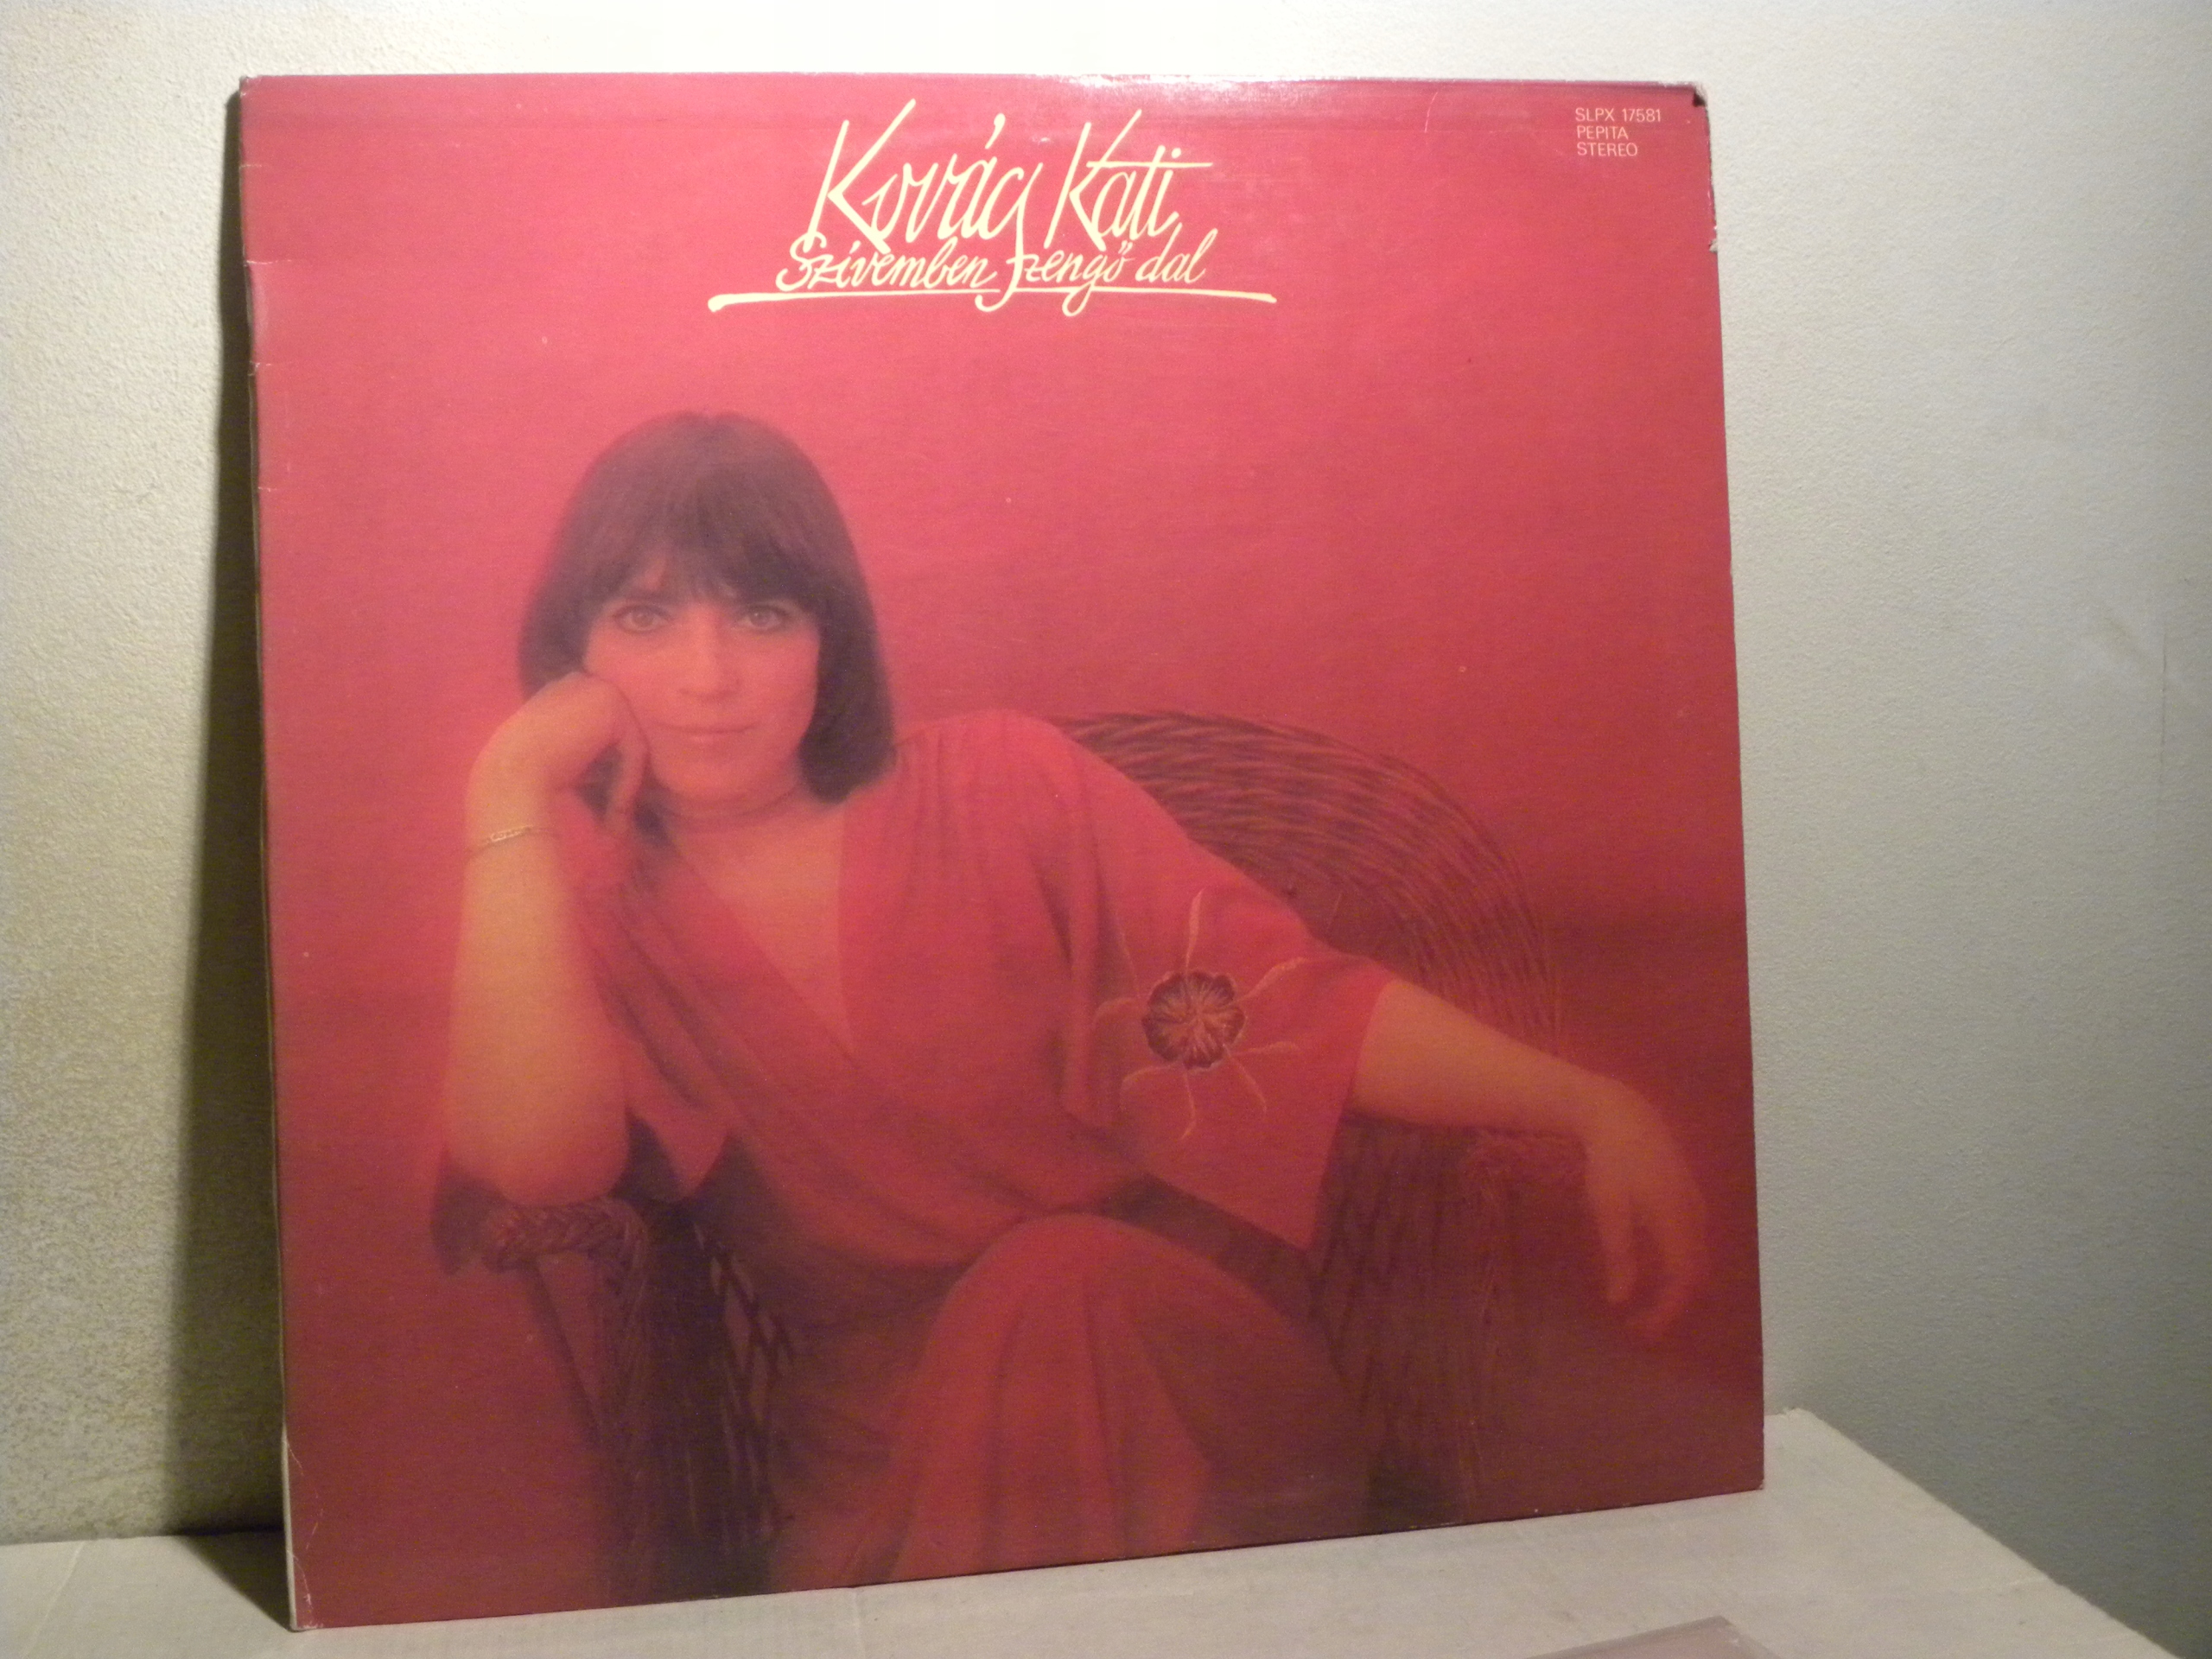 Kovács Kati
Szívemben zengő dal
SLPX 17581
PEPITA
STEREO